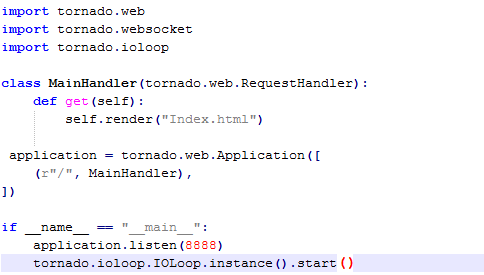 import tornado.web
import tornado.websocket
import tornado.ioloop

class MainHandler(tornado.web.RequestHandler):
    def get(self):
        self.render("Index.html")

 application = tornado.web.Application([
    (r"/", MainHandler),
])

if __name__ == "__main__":
    application.listen(8888)
    tornado.ioloop.IOLoop.instance().start()